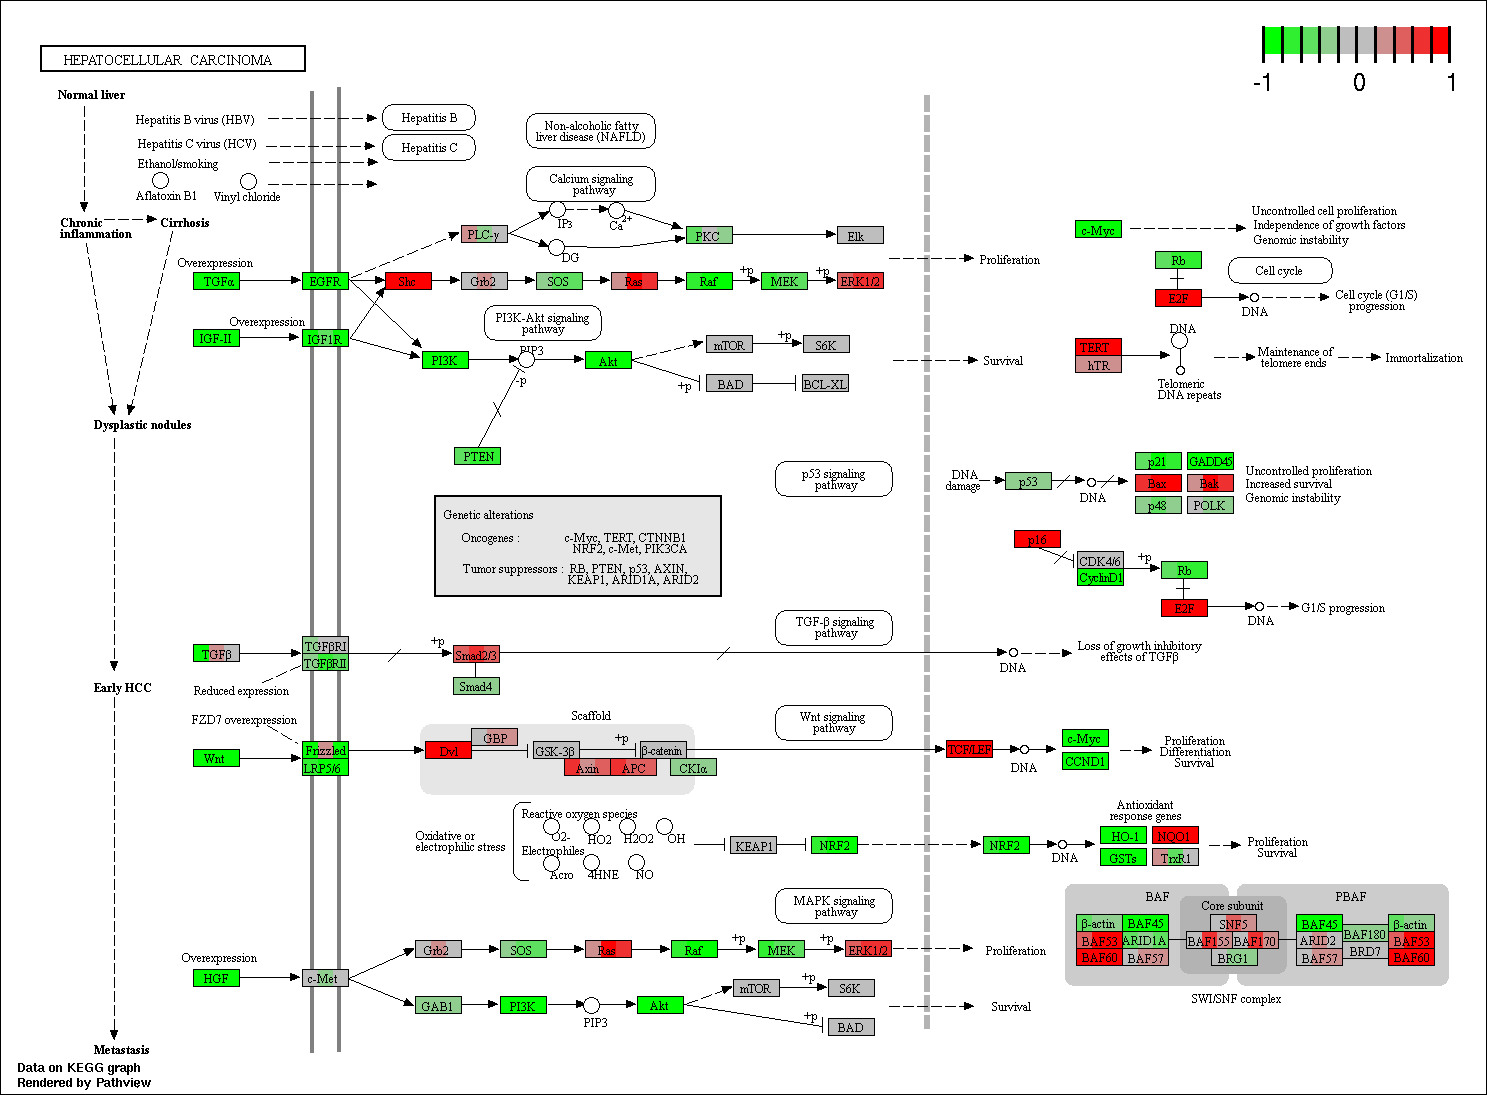 HEPATOCELLULAR CARCINOMA
-1 0 1
Normal liver
Hepatitis B virus (HBV)
Hepatitis B
Hepatitis C virus (HCV)
Hepatitis C
Ethanol/smoking
Aflatoxin B1
Vinyl chloride
Non-alcoholic fatty
liver disease (NAFLD)
Calcium signaling
pathway
Chronic
inflammation
Cirrhosis
PLC-γ
IP3
Ca2+
DG
PKC
Elk
Overexpression
TGFα
EGFR
Shc
Grb2
SOS
Ras
Raf
+p
MEK
+p
ERK1/2
Proliferation
Overexpression
IGF-II
IGF1R
PI3K-Akt signaling
pathway
PI3K
PIP3
-p
Akt
mTOR
+p
S6K
+p
BAD
BCL-XL
Survival
PTEN
Dysplastic nodules
c-Myc
Uncontrolled cell proliferation
Independence of growth factors
Genomic instability
Rb
Cell cycle
E2F
DNA
Cell cycle (G1/S)
progression
TERT
hTR
DNA
Telomeric
DNA repeats
Maintenance of
telomere ends
Immortalization
p53 signaling
pathway
DNA
damage
p53
DNA
p21
GADD45
Bax
Bak
p48
POLK
Uncontrolled proliferation
Increased survival
Genomic instability
Genetic alterations
Oncogenes : c-Myc, TERT, CTNNB1
NRF2, c-Met, PIK3CA
Tumor suppressors : RB, PTEN, p53, AXIN,
KEAP1, ARID1A, ARID2
p16
CDK4/6
CyclinD1
+p
Rb
E2F
DNA
G1/S progression
TGF-β signaling
pathway
TGFβ
TGFβRI
TGFβRII
Reduced expression
+p
Smad2/3
Smad4
DNA
Loss of growth inhibitory
effects of TGFβ
Early HCC
FZD7 overexpression
Wnt
Frizzled
LRP5/6
Scaffold
Dvl
GBP
GSK-3β
+p
β-catenin
Axin
APC
CKIα
Wnt signaling
pathway
TCF/LEF
DNA
c-Myc
CCND1
Proliferation
Differentiation
Survival
Oxidative or
electrophilic stress
Reactive oxygen species
O2-
HO2
H2O2
OH
Electrophiles
Acro
4HNE
NO
KEAP1
NRF2
NRF2
DNA
Antioxidant
response genes
HO-1
NQO1
GSTs
TrxR1
Proliferation
Survival
MAPK signaling
pathway
Overexpression
HGF
c-Met
Grb2
SOS
Ras
Raf
+p
MEK
+p
ERK1/2
Proliferation
GAB1
PI3K
PIP3
Akt
mTOR
+p
S6K
+p
BAD
Survival
BAF
Core subunit
PBAF
β-actin
BAF45
SNF5
BAF45
β-actin
BAF53
ARID1A
BAF155
BAF170
ARID2
BAF180
BAF53
BAF60
BAF57
BRG1
BAF57
BRD7
BAF60
SWI/SNF complex
Metastasis
Data on KEGG graph
Rendered by Pathview